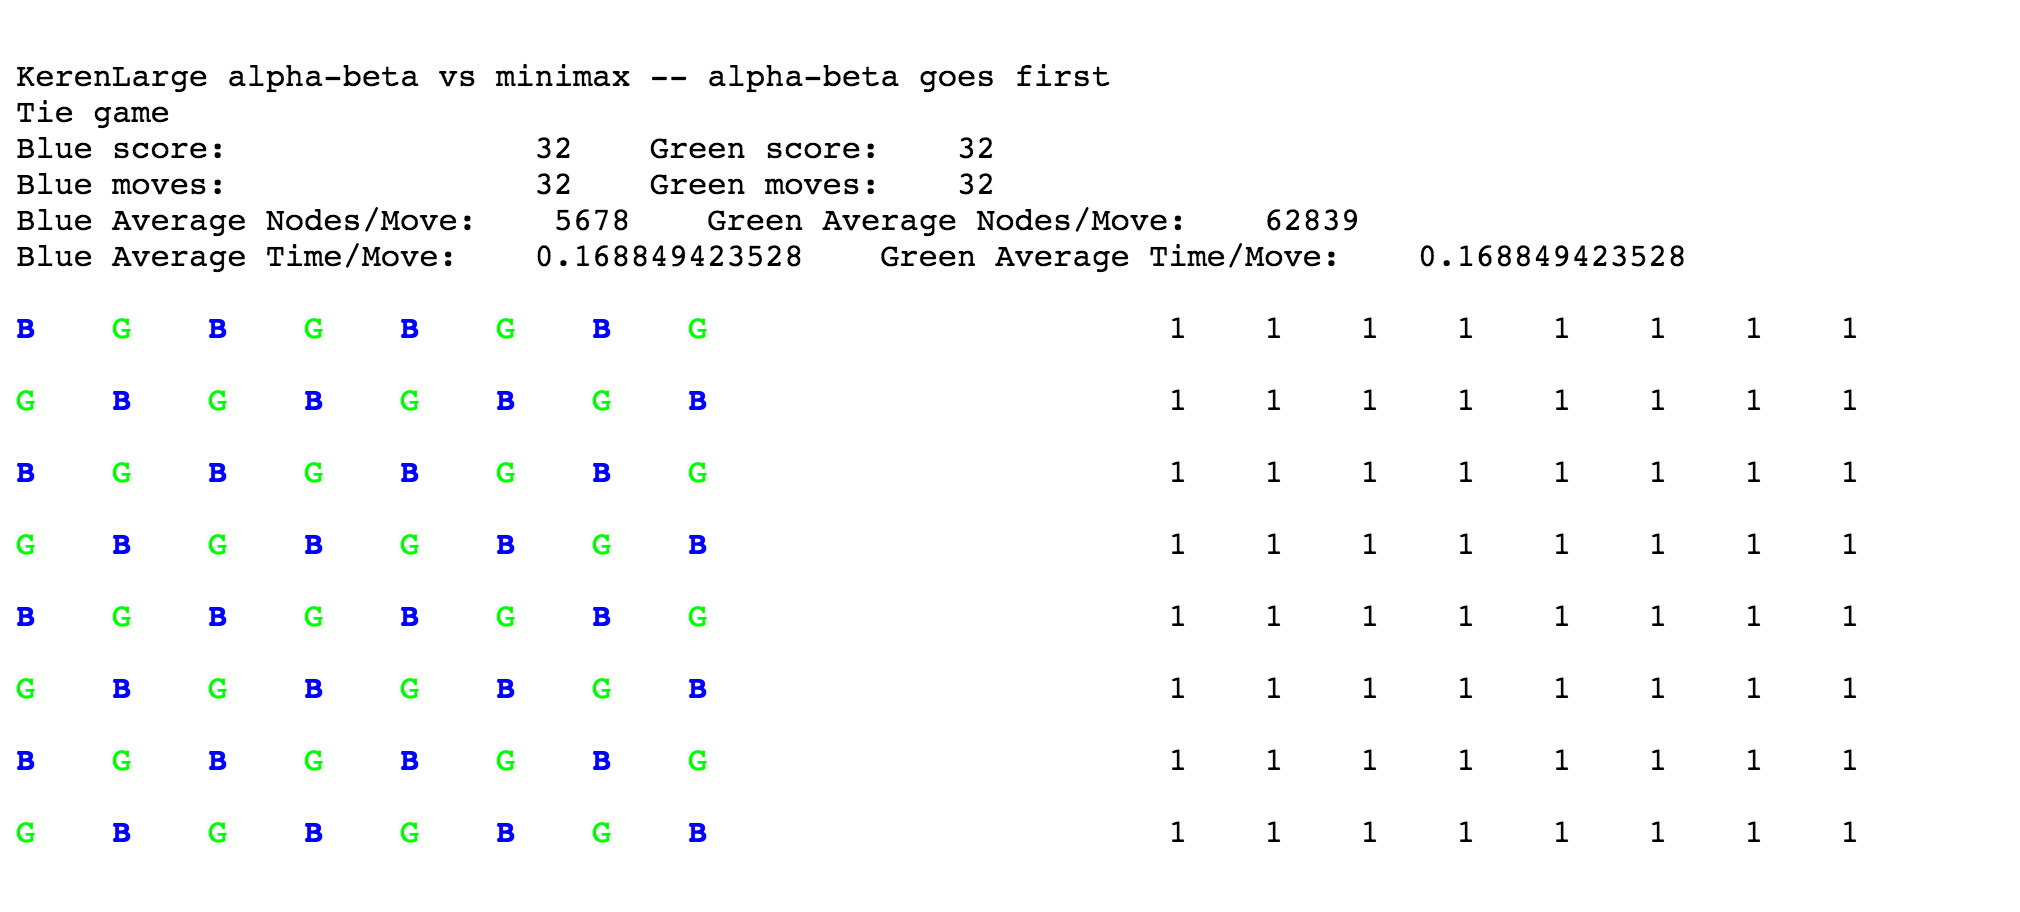 KerenLarge alpha-beta vs minimax -- alpha-beta goes first
Tie game
Blue score: 32 Green score: 32
Blue moves: 32 Green moves: 32
Blue Average Nodes/Move: 5678 Green Average Nodes/Move: 62839
Blue Average Time/Move: 0.168849423528 Green Average Time/Move: 0.168849423528
B G B G B G B G 1 1 1 1 1 1 1 1
G B G B G B G B 1 1 1 1 1 1 1 1
B G B G B G B G 1 1 1 1 1 1 1 1
G B G B G B G B 1 1 1 1 1 1 1 1
B G B G B G B G 1 1 1 1 1 1 1 1
G B G B G B G B 1 1 1 1 1 1 1 1
B G B G B G B G 1 1 1 1 1 1 1 1
G B G B G B G B 1 1 1 1 1 1 1 1